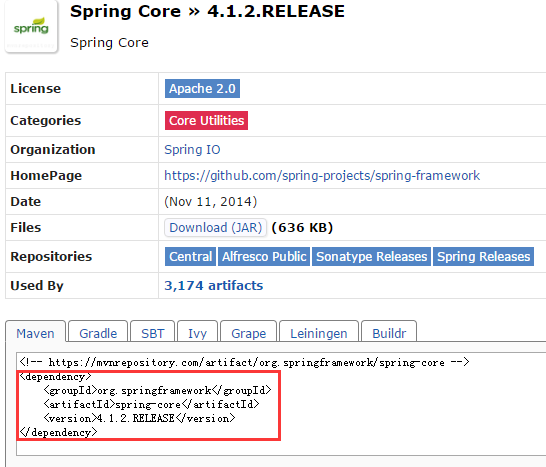 spring
Spring Core » 4.1.2.RELEASE
Spring Core
License Apache 2.0
Categories Core Utilities
Organization Spring IO
HomePage https://github.com/spring-projects/spring-framework
Date (Nov 11, 2014)
Files Download (JAR) (636 KB)
Repositories Central Alfresco Public Sonatype Releases Spring Releases
Used By 3,174 artifacts
Maven Gradle SBT Ivy Grape Leiningen Buildr
<!-- https://mvnrepository.com/artifact/org.springframework/spring-core -->
<dependency>
<groupId>org.springframework</groupId>
<artifactId>spring-core</artifactId>
<version>4.1.2.RELEASE</version>
</dependency>